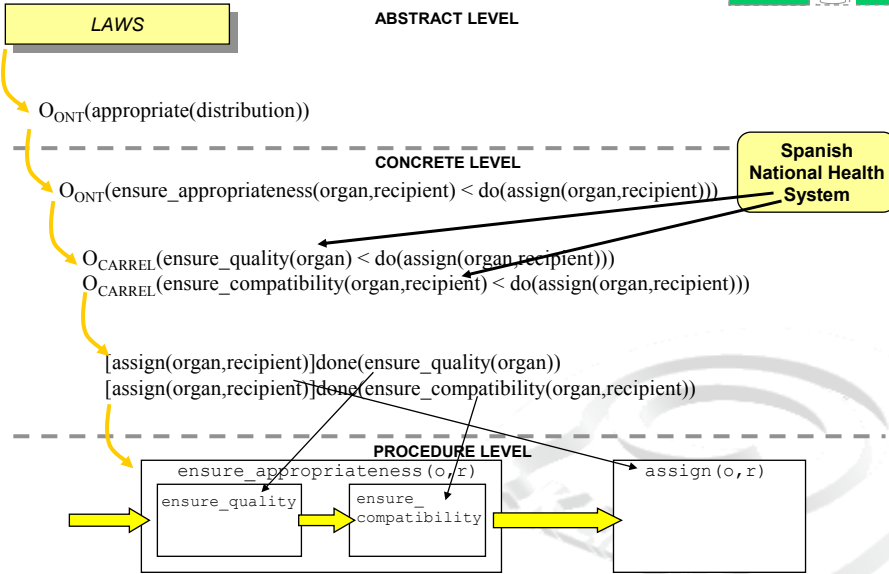 LAWS
ABSTRACT LEVEL
O_ONT(appropriate(distribution))
CONCRETE LEVEL
Spanish
National Health
System
O_ONT(ensure_appropriateness(organ,recipient) < do(assign(organ,recipient)))
O_CARREL(ensure_quality(organ) < do(assign(organ,recipient)))
O_CARREL(ensure_compatibility(organ,recipient) < do(assign(organ,recipient)))
[assign(organ,recipient)]done(ensure_quality(organ))
[assign(organ,recipient)]done(ensure_compatibility(organ,recipient))
PROCEDURE LEVEL
ensure_appropriateness(o,r)
assign(o,r)
ensure_quality
ensure_
compatibility